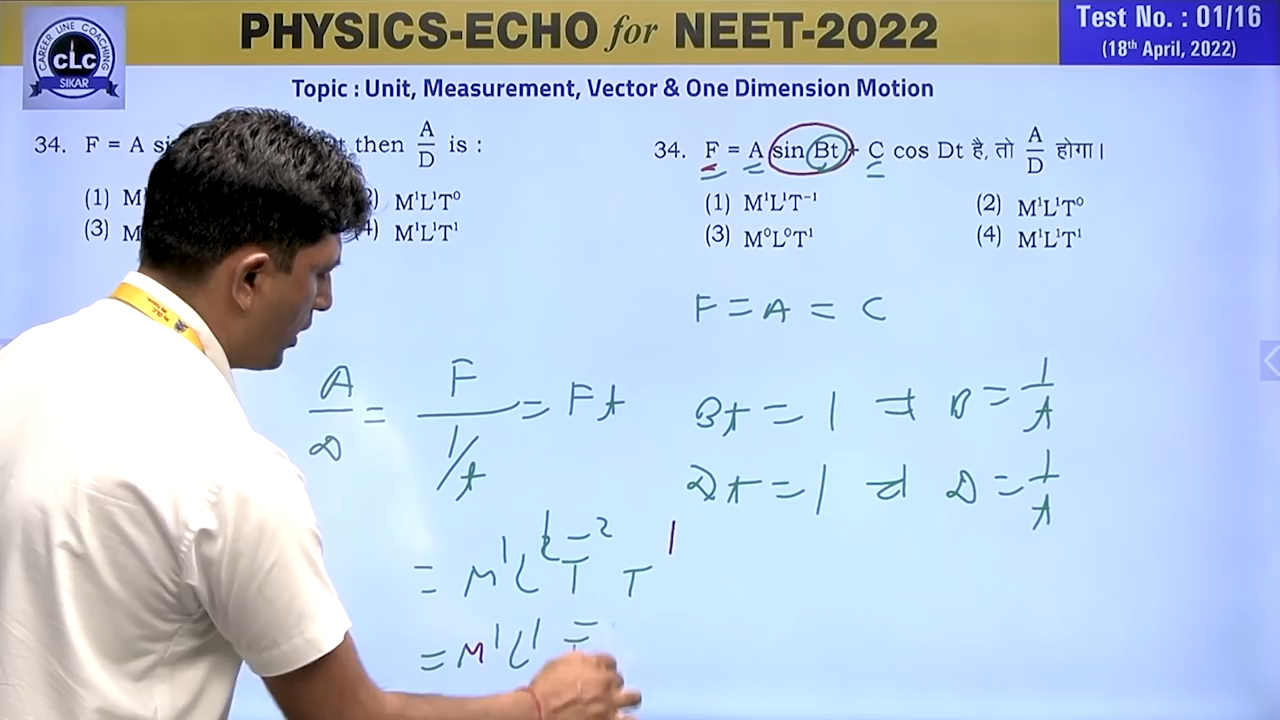 CAREER LINE COACHING
CLC
SIKAR
PHYSICS-ECHO for NEET-2022
Test No. : 01/16
(18th April, 2022)
Topic : Unit, Measurement, Vector & One Dimension Motion
34. F = A then A/D is :
(1) M
M¹L¹T⁰
(3) M
4) M¹L¹T¹
34. F = A sin Bt + C cos Dt है, तो A/D होगा।
(1) M¹L¹T⁻¹
(2) M¹L¹T⁰
(3) M⁰L⁰T¹
(4) M¹L¹T¹
F = A = C
A/D = F/(1/t) = Ft
Bt = 1 ⇒ B = 1/t
Dt = 1 ⇒ D = 1/t
= M¹L¹T⁻² T¹
= M¹L¹